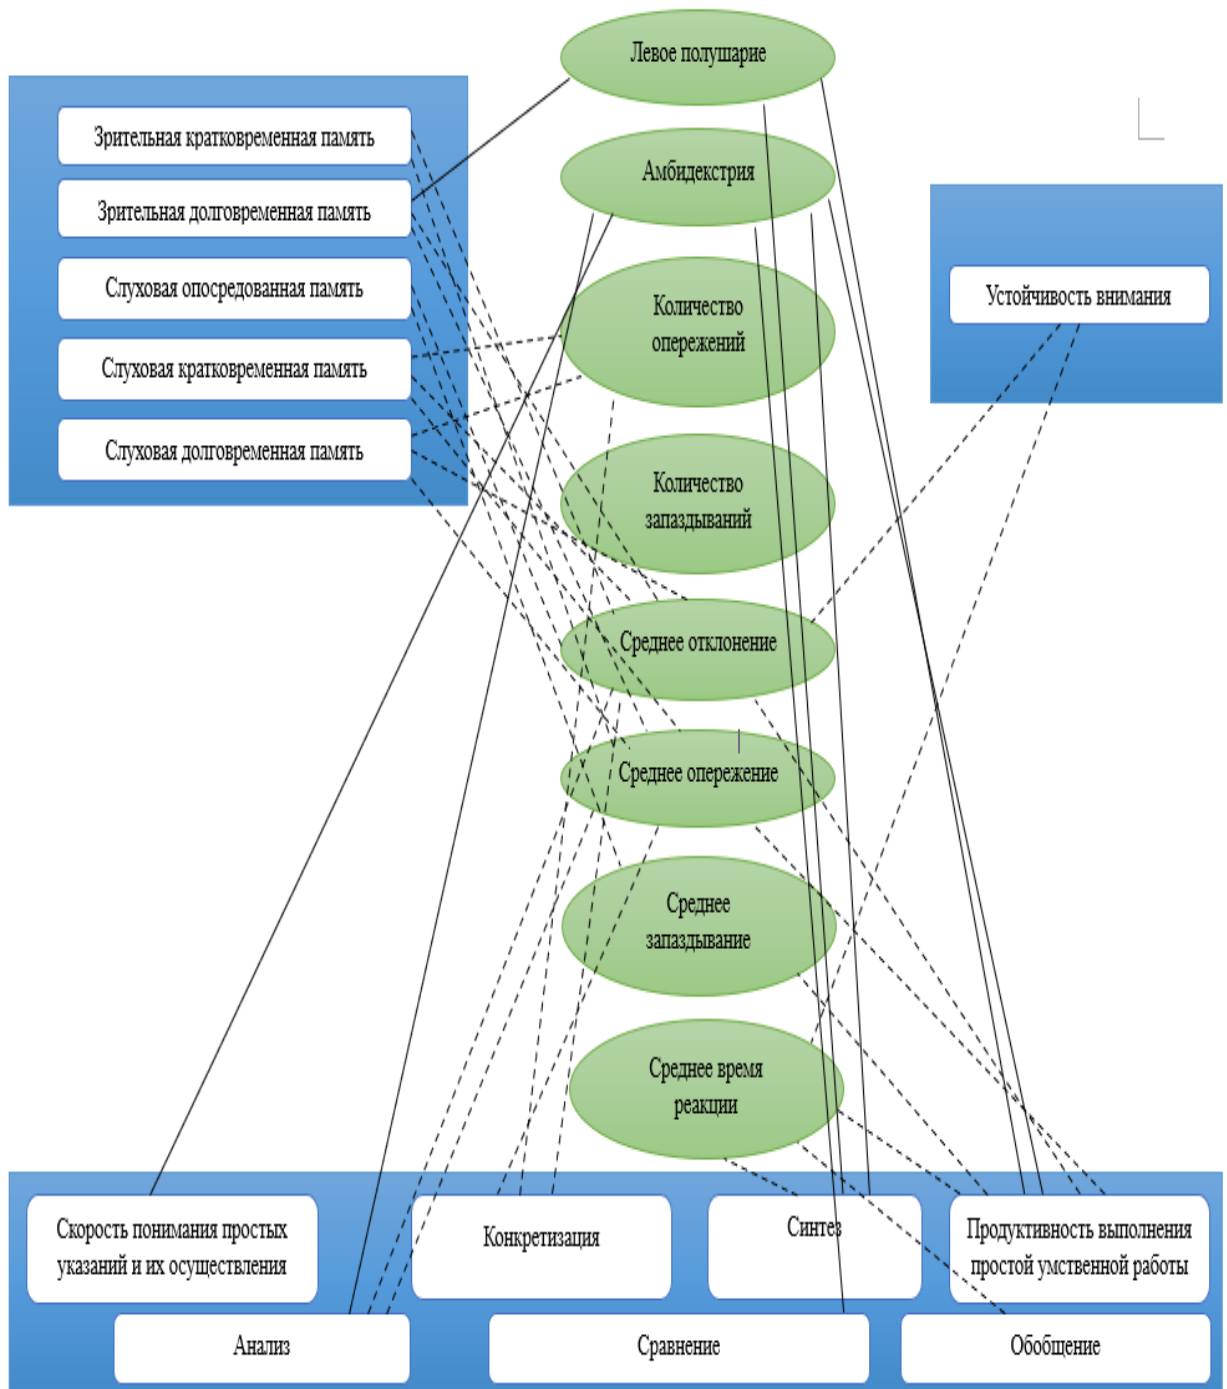 Левое полушарие
Зрительная кратковременная память
Амбидекстрия
Зрительная долговременная память
Слуховая опосредованная память
Количество
опережений
Устойчивость внимания
Слуховая кратковременная память
Слуховая долговременная память
Количество
запаздываний
Среднее отклонение
Среднее опережение
Среднее
запаздывание
Среднее время
реакции
Скорость понимания простых
указаний и их осуществления
Конкретизация
Синтез
Продуктивность выполнения
простой умственной работы
Анализ
Сравнение
Обобщение